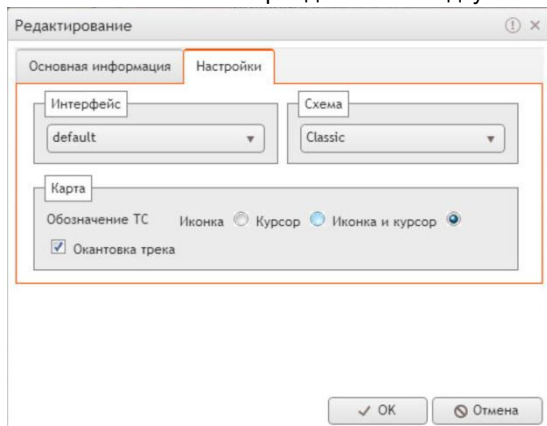 Редактирование
Основная информация Настройки
Интерфейс Схема
default Classic
Карта
Обозначение ТС Иконка Курсор Иконка и курсор
Окантовка трека
OK Отмена